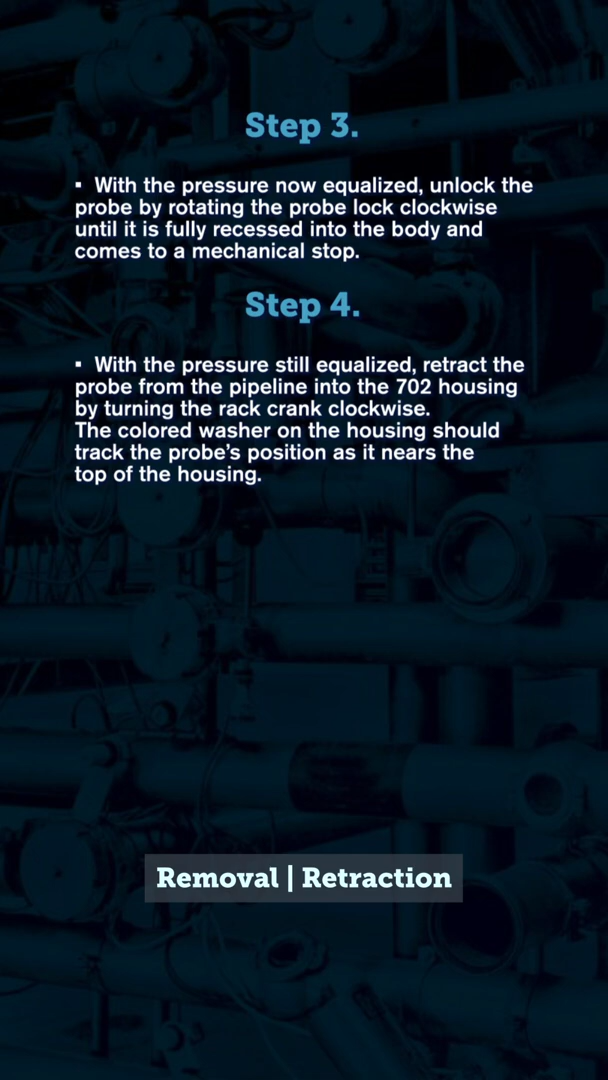 Step 3.
▪ With the pressure now equalized, unlock the
probe by rotating the probe lock clockwise
until it is fully recessed into the body and
comes to a mechanical stop.
Step 4.
▪ With the pressure still equalized, retract the
probe from the pipeline into the 702 housing
by turning the rack crank clockwise.
The colored washer on the housing should
track the probe’s position as it nears the
top of the housing.
Removal | Retraction